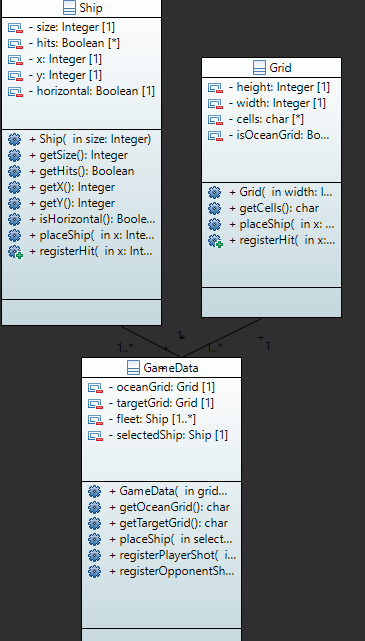 Ship
- size: Integer [1]
- hits: Boolean [*]
- x: Integer [1]
- y: Integer [1]
- horizontal: Boolean [1]
+ Ship( in size: Integer)
+ getSize(): Integer
+ getHits(): Boolean
+ getX(): Integer
+ getY(): Integer
+ isHorizontal(): Boole...
+ placeShip( in x: Inte...
+ registerHit( in x: Int...
Grid
- height: Integer [1]
- width: Integer [1]
- cells: char [*]
- isOceanGrid: Bo...
+ Grid( in width: I...
+ getCells(): char
+ placeShip( in x: ...
+ registerHit( in x:...
1
+
1..* + 1..* + 1
GameData
- oceanGrid: Grid [1]
- targetGrid: Grid [1]
- fleet: Ship [1..*]
- selectedShip: Ship [1]
+ GameData( in grid...
+ getOceanGrid(): char
+ getTargetGrid(): char
+ placeShip( in select...
+ registerPlayerShot( i...
+ registerOpponentSh...